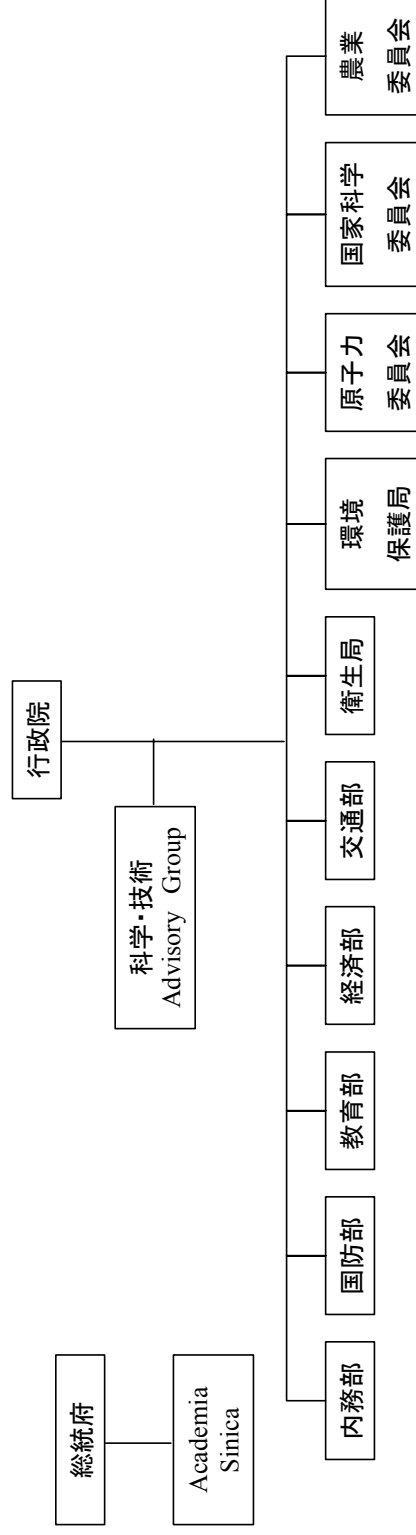 総統府
Academia
Sinica
行政院
科学・技術
Advisory Group
内務部
国防部
教育部
経済部
交通部
衛生局
環境
保護局
原子力
委員会
国家科学
委員会
農業
委員会